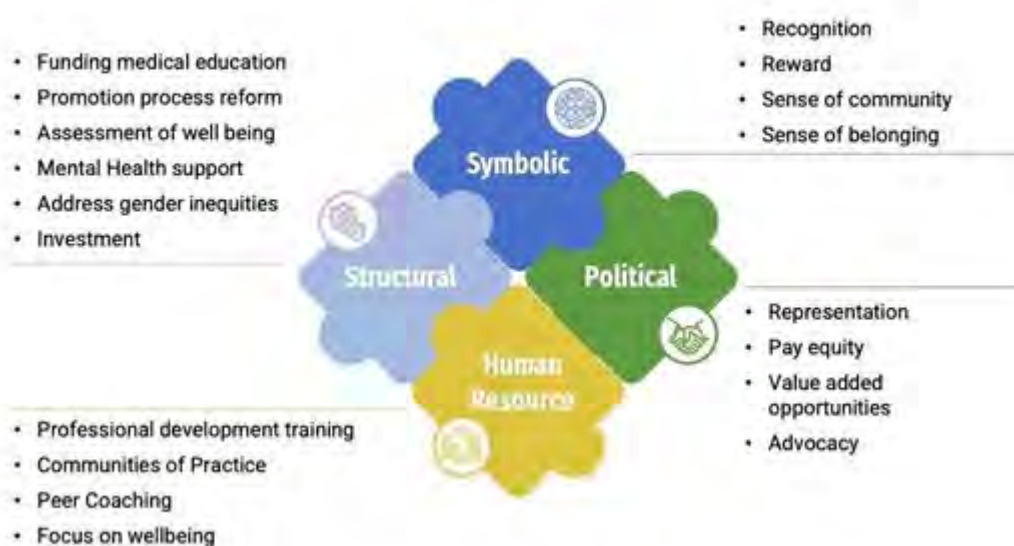 • Funding medical education
• Promotion process reform
• Assessment of well being
• Mental Health support
• Address gender inequities
• Investment
• Recognition
• Reward
• Sense of community
• Sense of belonging
Symbolic
Structural
Political
Human
Resource
• Representation
• Pay equity
• Value added
opportunities
• Advocacy
• Professional development training
• Communities of Practice
• Peer Coaching
• Focus on wellbeing